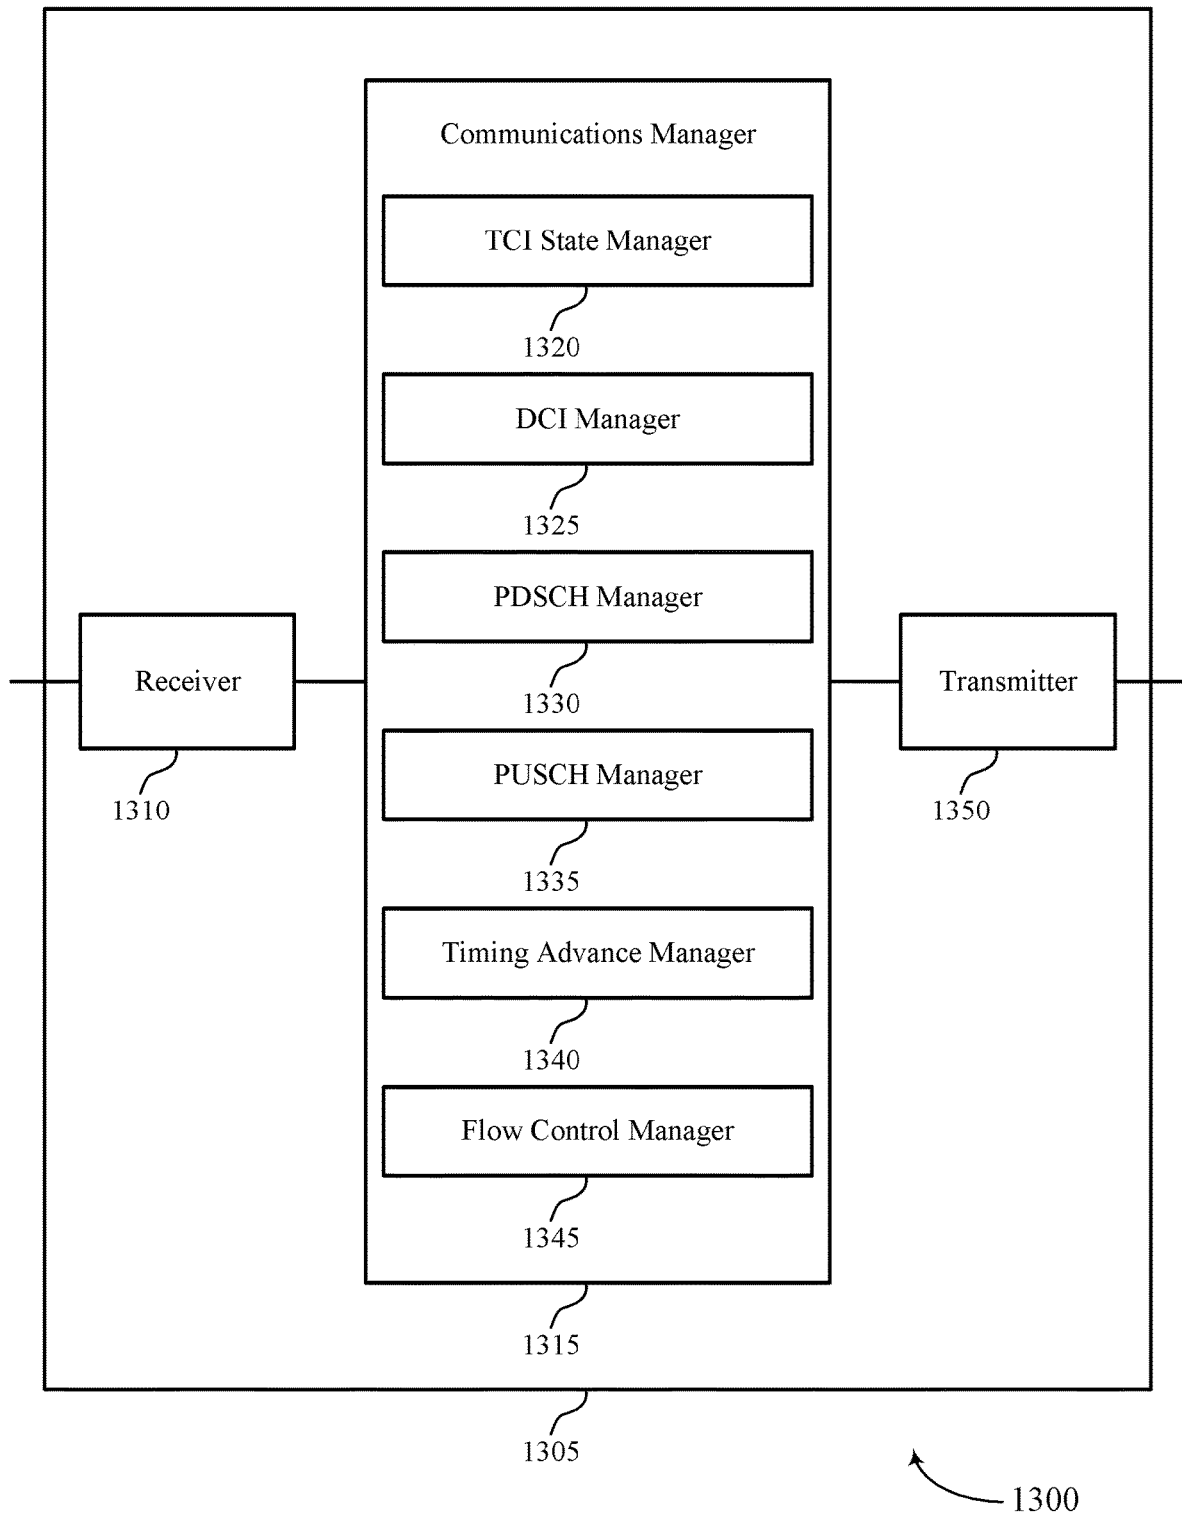 Communications Manager
TCI State Manager
1320
DCI Manager
1325
PDSCH Manager
1330
Receiver
1310
Transmitter
1350
PUSCH Manager
1335
Timing Advance Manager
1340
Flow Control Manager
1345
1315
1305
1300